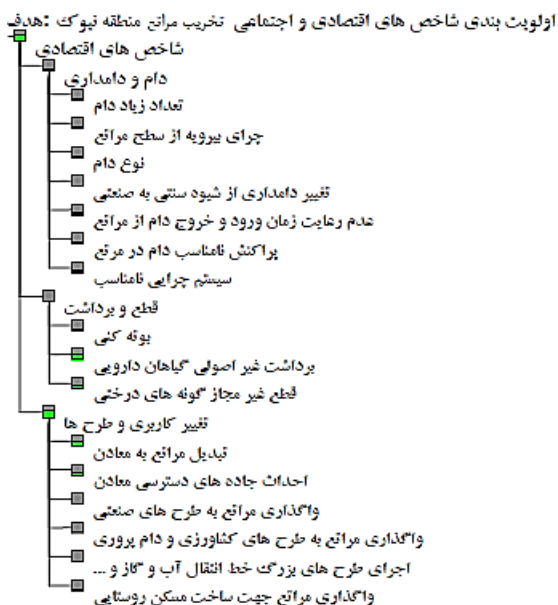 اولویت بندی شاخص های اقتصادی و اجتماعی تخریب مراتع منطقه نیوک :هدف
شاخص های اقتصادی
دام و دامداری
تعداد زیاد دام
چرای بیرویه از سطح مراتع
نوع دام
تغییر دامداری از شیوه سنتی به صنعتی
عدم رعایت زمان ورود و خروج دام از مراتع
پراکنش نامناسب دام در مرتع
سیستم چرایی نامناسب
قطع و برداشت
بوته کنی
برداشت غیر اصولی گیاهان دارویی
قطع غیر مجاز گونه های درختی
تغییر کاربری و طرح ها
تبدیل مراتع به معادن
احداث جاده های دسترسی معادن
واگذاری مراتع به طرح های صنعتی
واگذاری مراتع به طرح های کشاورزی و دام پروری
اجرای طرح های بزرگ خط انتقال آب و گاز و ...
واگذاری مراتع جهت ساخت مسکن روستایی